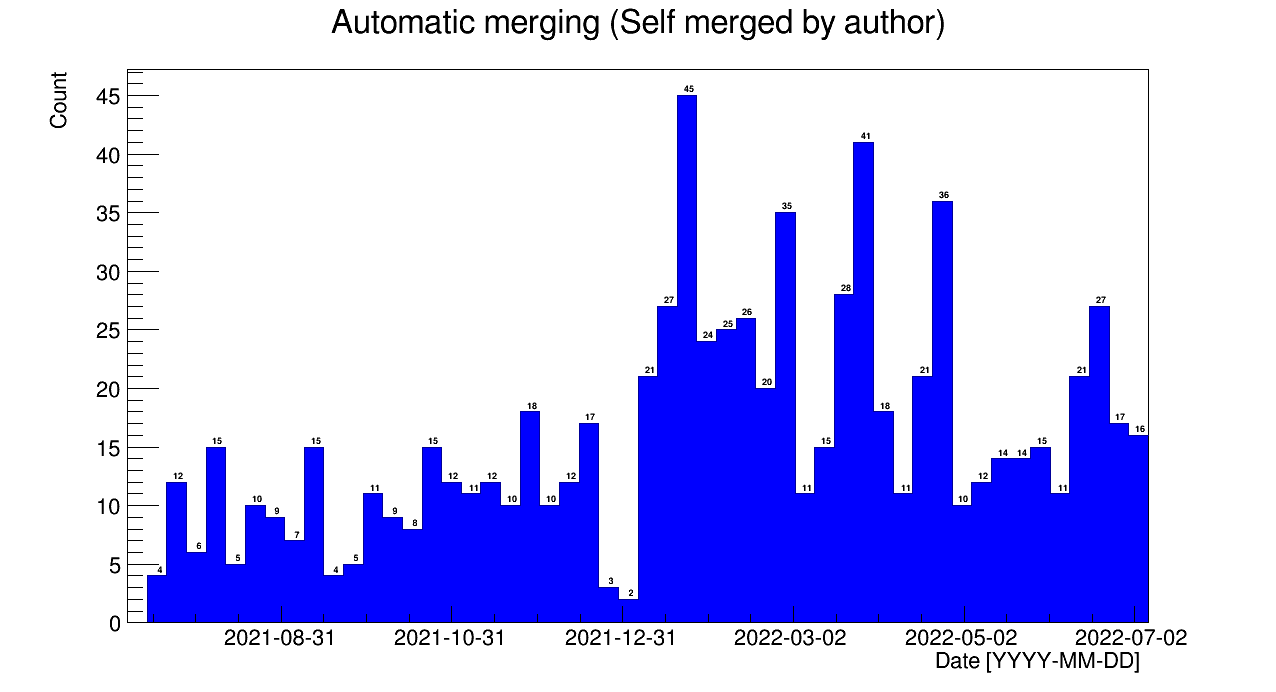 Automatic merging (Self merged by author)
Count
45
40
35
30
25
20
15
10
5
0
4 12 6 15 5 10 9 7 15 4 5 11 9 8 15 12 11 12 10 18 10 12 17 3 2 21 27 45 24 25 26 20 35 11 15 28 41 18 11 21 36 10 12 14 14 15 11 21 27 17 16
2021-08-31 2021-10-31 2021-12-31 2022-03-02 2022-05-02 2022-07-02
Date [YYYY-MM-DD]